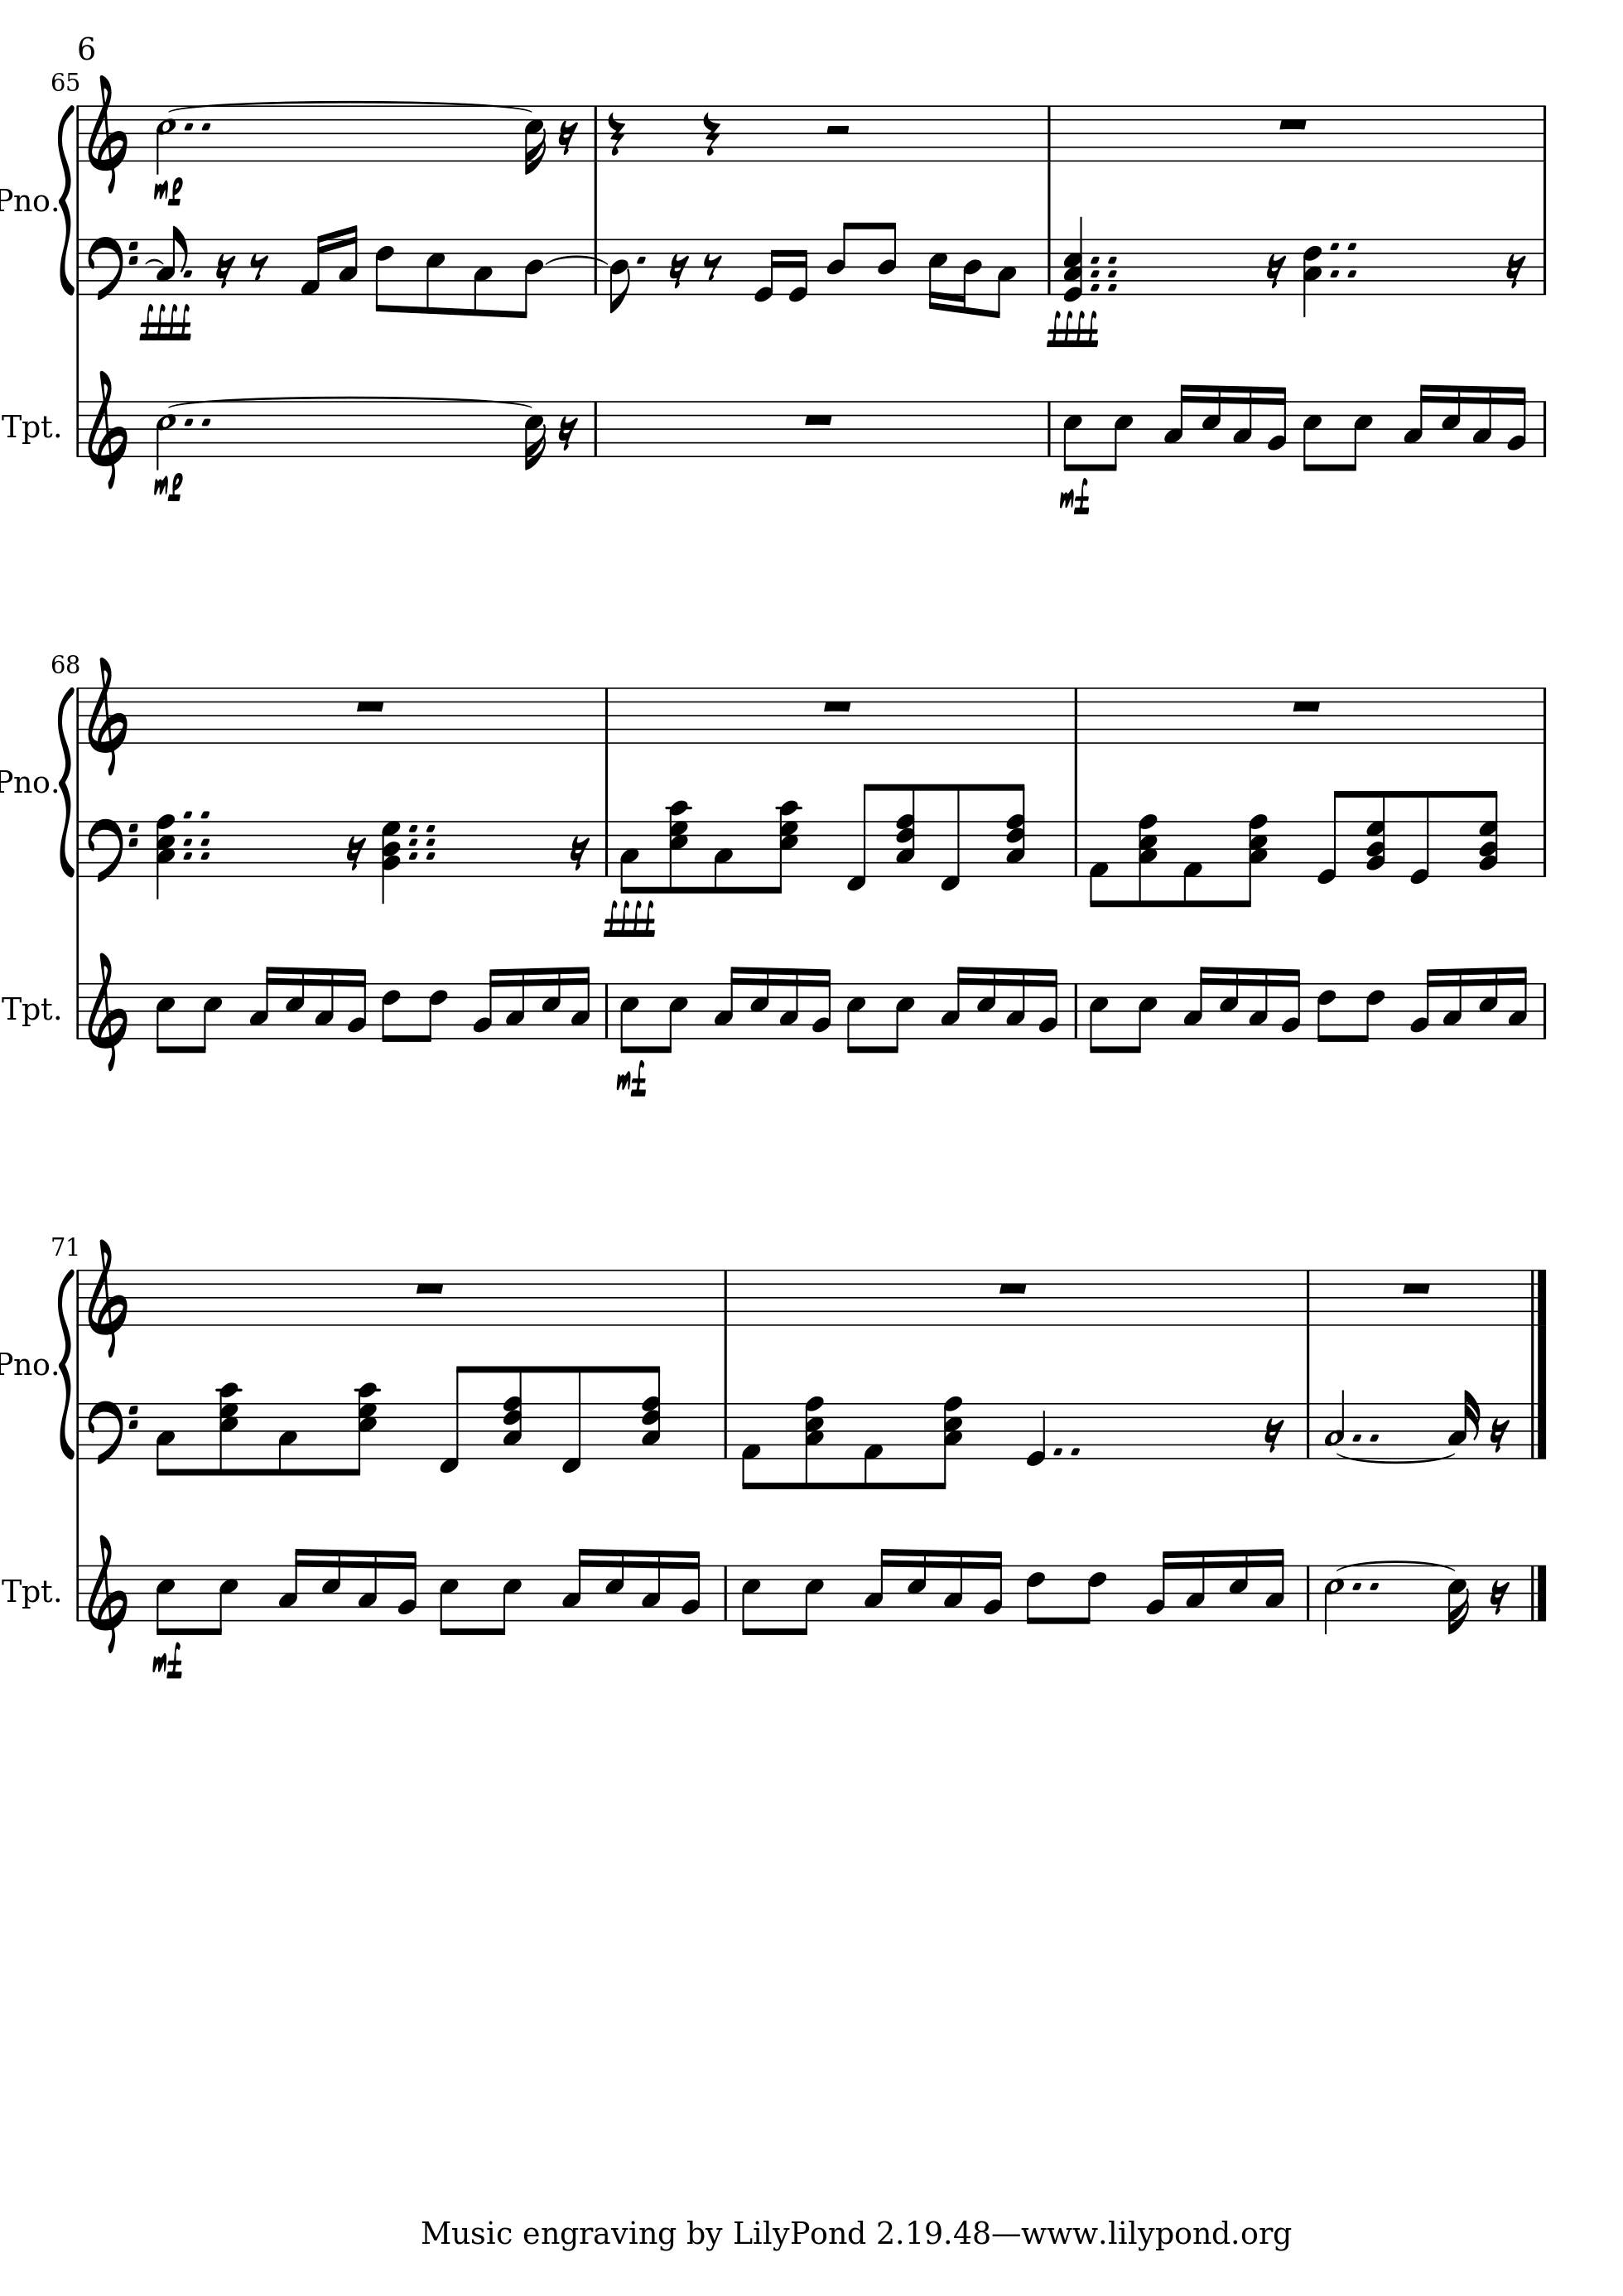 6
65
Pno.
mp
ffff
ffff
Tpt.
mp
mf
68
Pno.
ffff
Tpt.
mf
71
Pno.
Tpt.
mf
Music engraving by LilyPond 2.19.48—www.lilypond.org